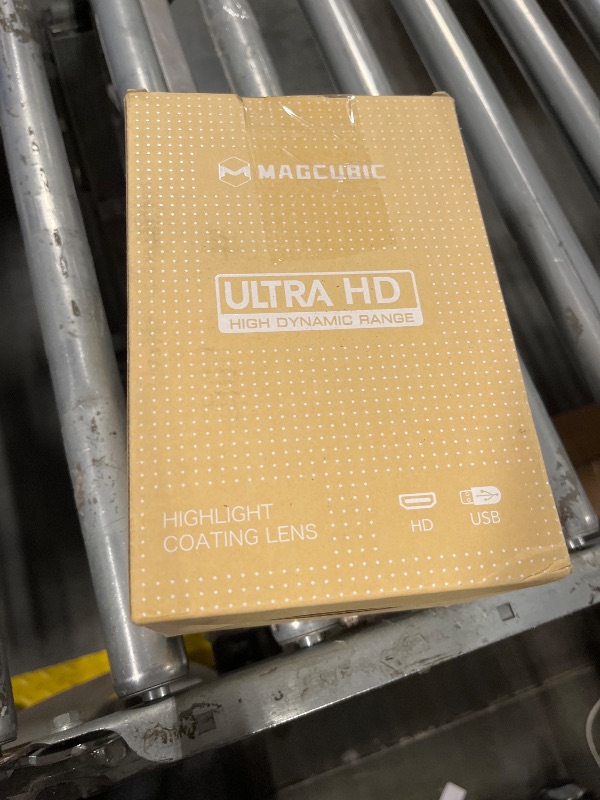 MAGCUBIC
ULTRA HD
HIGH DYNAMIC RANGE
HIGHLIGHT
COATING LENS
HD
USB